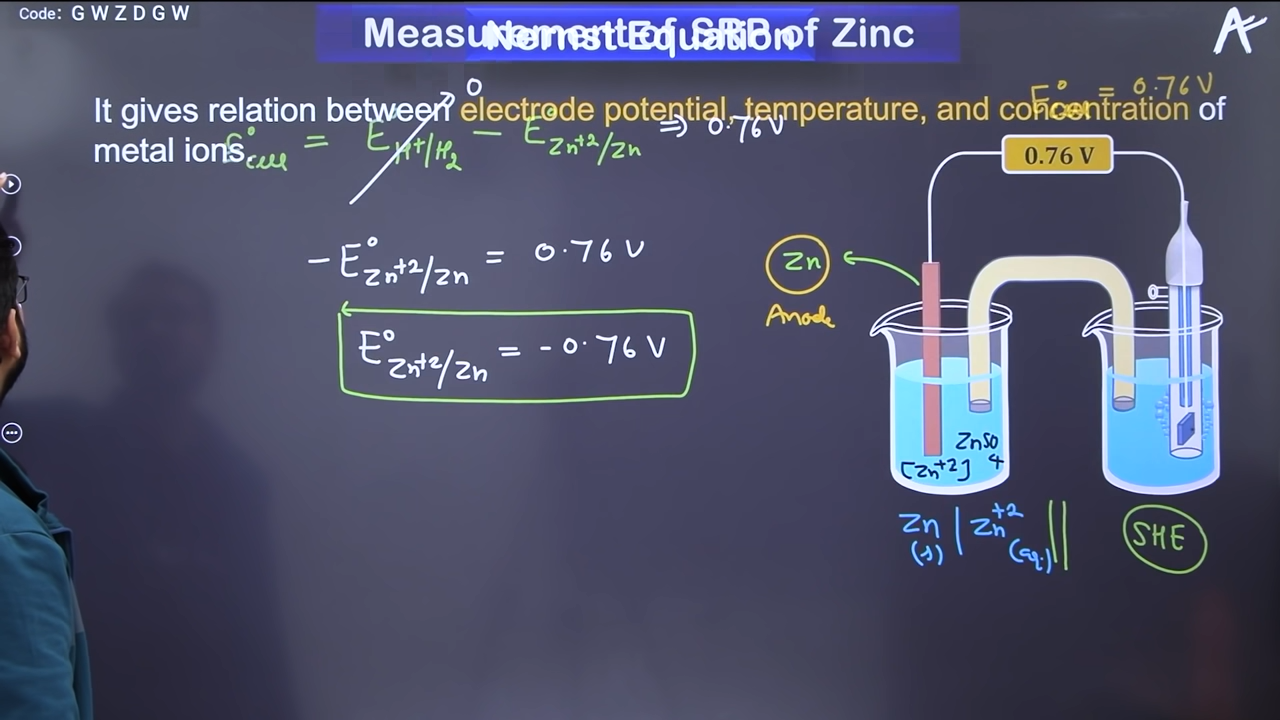 Code: G W Z D G W
Measurement of SRP of Zinc
Nernst Equation
It gives relation between electrode potential, temperature, and concentration of
metal ions.
E°cell = 0.76 V
0
E°cell = E°H+/H2 − E°Zn+2/Zn ⇒ 0.76 V
0.76 V
− E°Zn+2/Zn = 0.76 V
Zn
Anode
E°Zn+2/Zn = - 0.76 V
ZnSO4
[Zn+2]
Zn(s) | Zn+2(aq.) ||
SHE